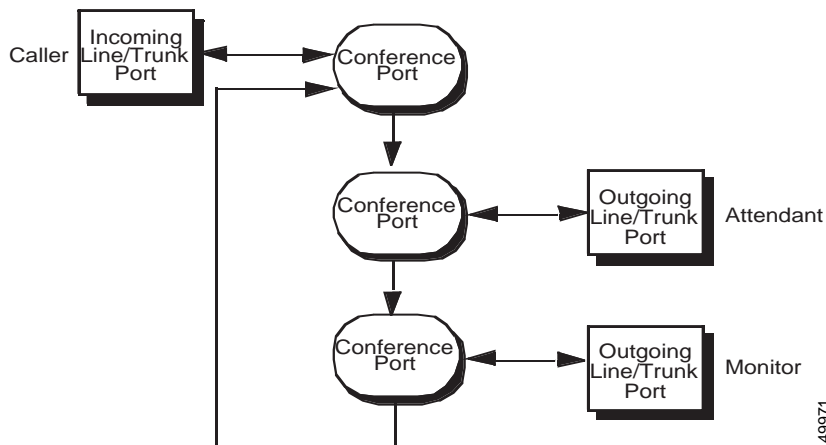 Caller
Incoming
Line/Trunk
Port
Conference
Port
Conference
Port
Outgoing
Line/Trunk
Port
Attendant
Conference
Port
Outgoing
Line/Trunk
Port
Monitor
49971